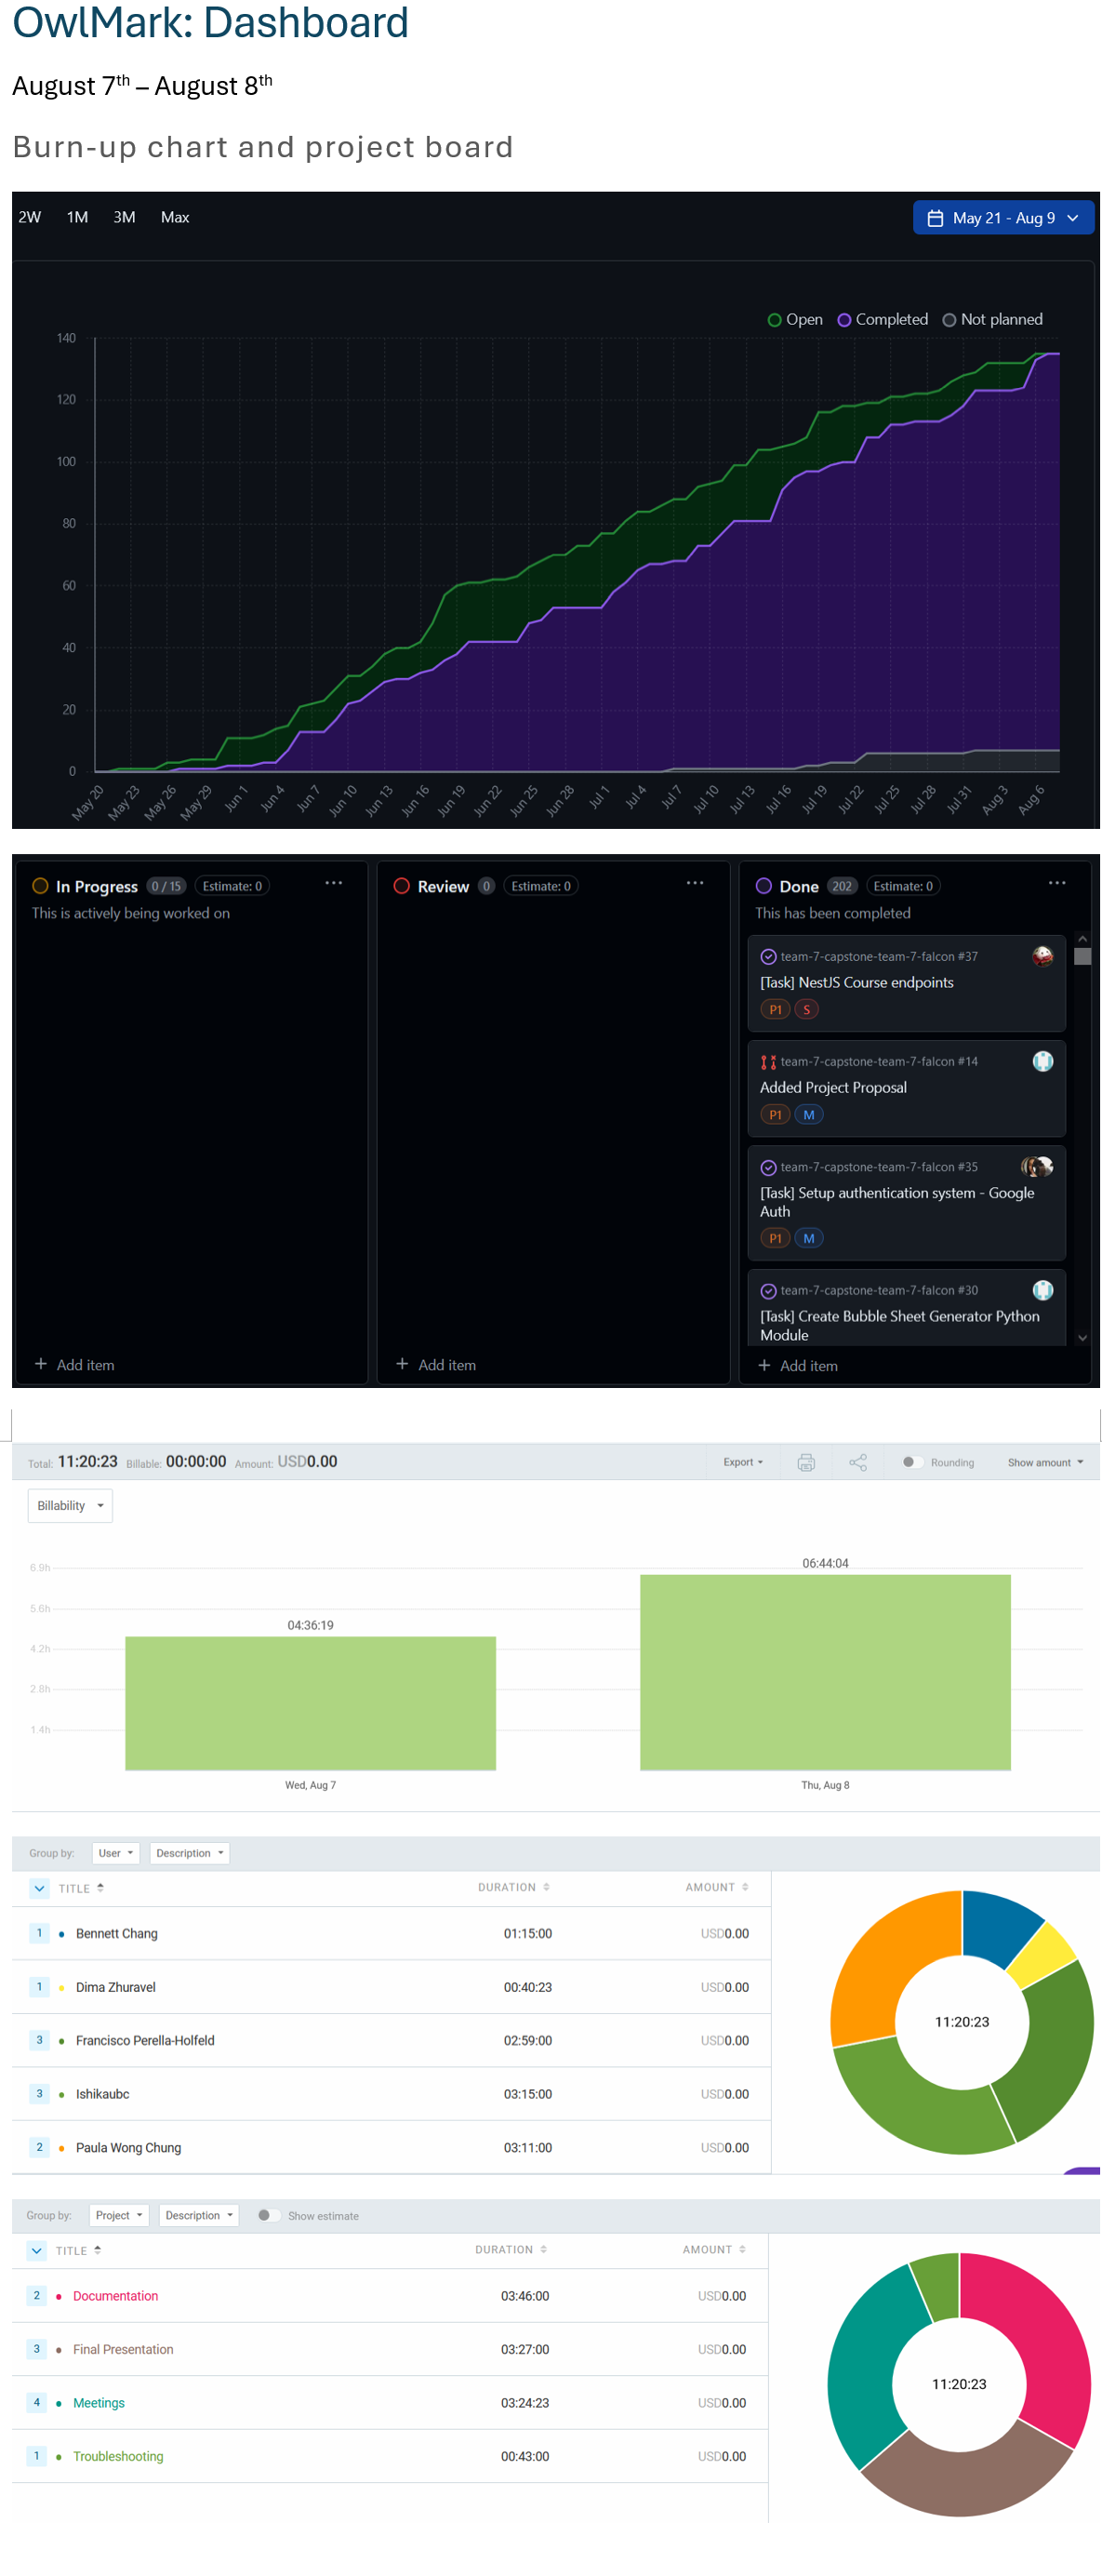 OwlMark: Dashboard
August 7th – August 8th
Burn-up chart and project board
2W 1M 3M Max May 21 - Aug 9
Open Completed Not planned
140
120
100
80
60
40
20
0
May 20 May 23 May 26 May 29 Jun 1 Jun 4 Jun 7 Jun 10 Jun 13 Jun 16 Jun 19 Jun 22 Jun 25 Jun 28 Jul 1 Jul 4 Jul 7 Jul 10 Jul 13 Jul 16 Jul 19 Jul 22 Jul 25 Jul 28 Jul 31 Aug 3 Aug 6
In Progress 0 / 15 Estimate: 0
This is actively being worked on
+ Add item
Review 0 Estimate: 0
+ Add item
Done 202 Estimate: 0
This has been completed
team-7-capstone-team-7-falcon #37
[Task] NestJS Course endpoints
P1 S
team-7-capstone-team-7-falcon #14
Added Project Proposal
P1 M
team-7-capstone-team-7-falcon #35
[Task] Setup authentication system - Google
Auth
P1 M
team-7-capstone-team-7-falcon #30
[Task] Create Bubble Sheet Generator Python
Module
+ Add item
Total: 11:20:23 Billable: 00:00:00 Amount: USD0.00 Export Rounding Show amount
Billability
06:44:04
6.9h
5.6h
04:36:19
4.2h
2.8h
1.4h
Wed, Aug 7 Thu, Aug 8
Group by: User Description
TITLE DURATION AMOUNT
1 Bennett Chang 01:15:00 USD0.00
1 Dima Zhuravel 00:40:23 USD0.00
3 Francisco Perella-Holfeld 02:59:00 USD0.00
3 Ishikaubc 03:15:00 USD0.00
2 Paula Wong Chung 03:11:00 USD0.00
11:20:23
Group by: Project Description Show estimate
TITLE DURATION AMOUNT
2 Documentation 03:46:00 USD0.00
3 Final Presentation 03:27:00 USD0.00
4 Meetings 03:24:23 USD0.00
1 Troubleshooting 00:43:00 USD0.00
11:20:23